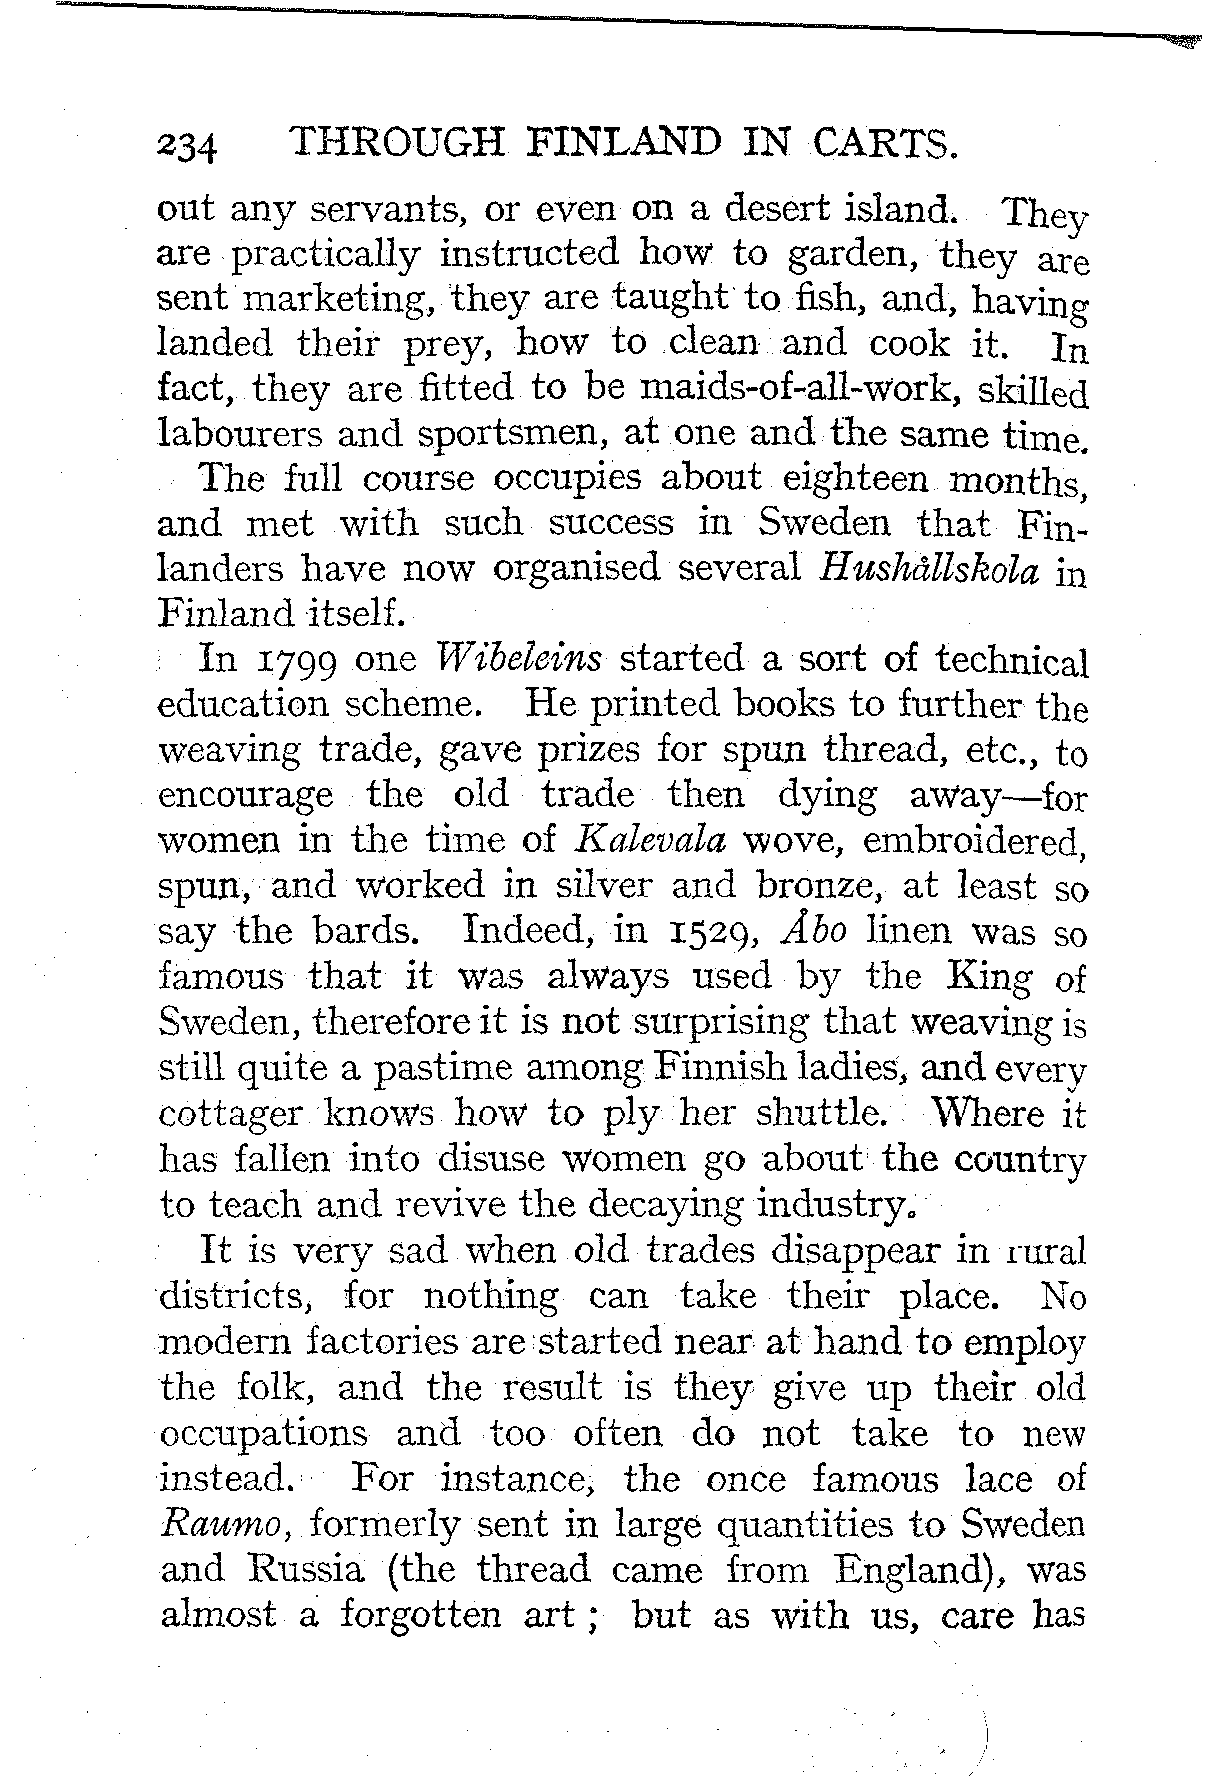 234 THROUGH FINLAND IN CARTS.
out any servants, or even on a desert island. They
are practically instructed how to garden, they are
sent marketing, they are taught to fish, and, having
landed their prey, how to clean and cook it. In
fact, they are fitted to be maids-of-all-work, skilled
labourers and sportsmen, at one and the same time.
The full course occupies about eighteen months,
and met with such success in Sweden that Fin-
landers have now organised several Hushållskola in
Finland itself.
In 1799 one Wibeleins started a sort of technical
education scheme. He printed books to further the
weaving trade, gave prizes for spun thread, etc., to
encourage the old trade then dying away—for
women in the time of Kalevala wove, embroidered,
spun, and worked in silver and bronze, at least so
say the bards. Indeed, in 1529, Åbo linen was so
famous that it was always used by the King of
Sweden, therefore it is not surprising that weaving is
still quite a pastime among Finnish ladies, and every
cottager knows how to ply her shuttle. Where it
has fallen into disuse women go about the country
to teach and revive the decaying industry.
It is very sad when old trades disappear in rural
districts, for nothing can take their place. No
modern factories are started near at hand to employ
the folk, and the result is they give up their old
occupations and too often do not take to new
instead. For instance, the once famous lace of
Raumo, formerly sent in large quantities to Sweden
and Russia (the thread came from England), was
almost a forgotten art ; but as with us, care has